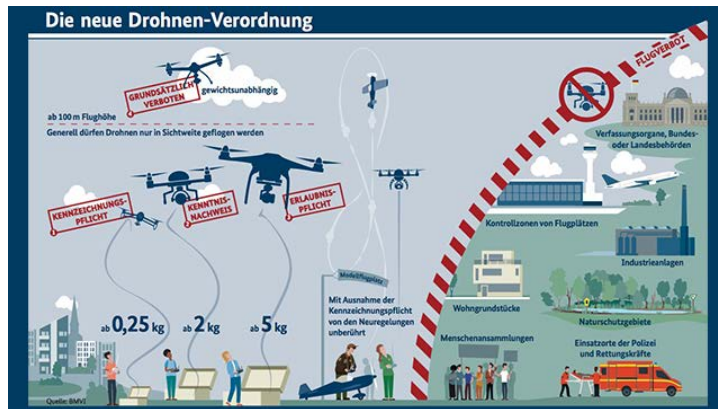 Die neue Drohnen-Verordnung
FLUGVERBOT
GRUNDSÄTZLICH
VERBOTEN
gewichtsunabhängig
ab 100 m Flughöhe
Generell dürfen Drohnen nur in Sichtweite geflogen werden
Verfassungsorgane, Bundes-
oder Landesbehörden
KENNZEICHNUNGS-
PFLICHT
KENNTNIS-
NACHWEIS
ERLAUBNIS-
PFLICHT
Kontrollzonen von Flugplätzen
Industrieanlagen
Modellflugplatz
Mit Ausnahme der
Kennzeichnungspflicht
von den Neuregelungen
unberührt
ab 0,25 kg
ab 2 kg
ab 5 kg
Wohngrundstücke
Naturschutzgebiete
Menschenansammlungen
Einsatzorte der Polizei
und Rettungskräfte
Quelle: BMVI